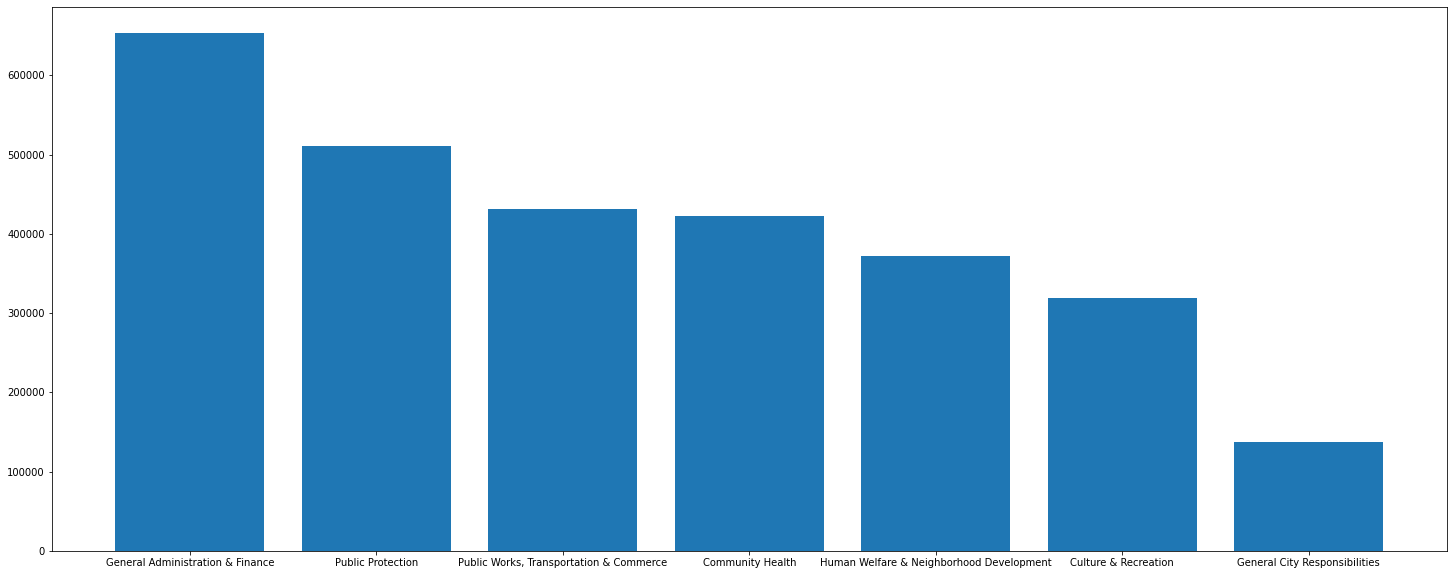 600000
500000
400000
300000
200000
100000
0
General Administration & Finance
Public Protection
Public Works, Transportation & Commerce
Community Health
Human Welfare & Neighborhood Development
Culture & Recreation
General City Responsibilities